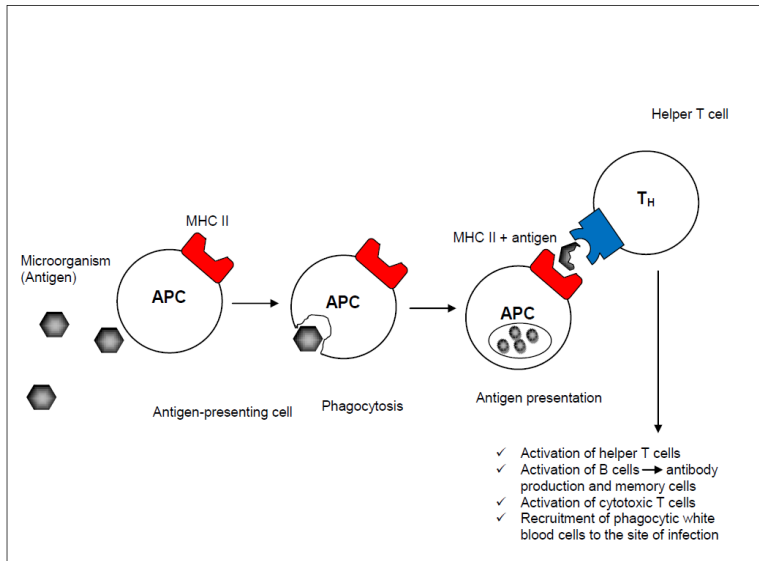 Helper T cell
T_H
MHC II
MHC II + antigen
Microorganism
(Antigen)
APC
APC
APC
Antigen-presenting cell
Phagocytosis
Antigen presentation
✓ Activation of helper T cells
✓ Activation of B cells → antibody
production and memory cells
✓ Activation of cytotoxic T cells
✓ Recruitment of phagocytic white
blood cells to the site of infection